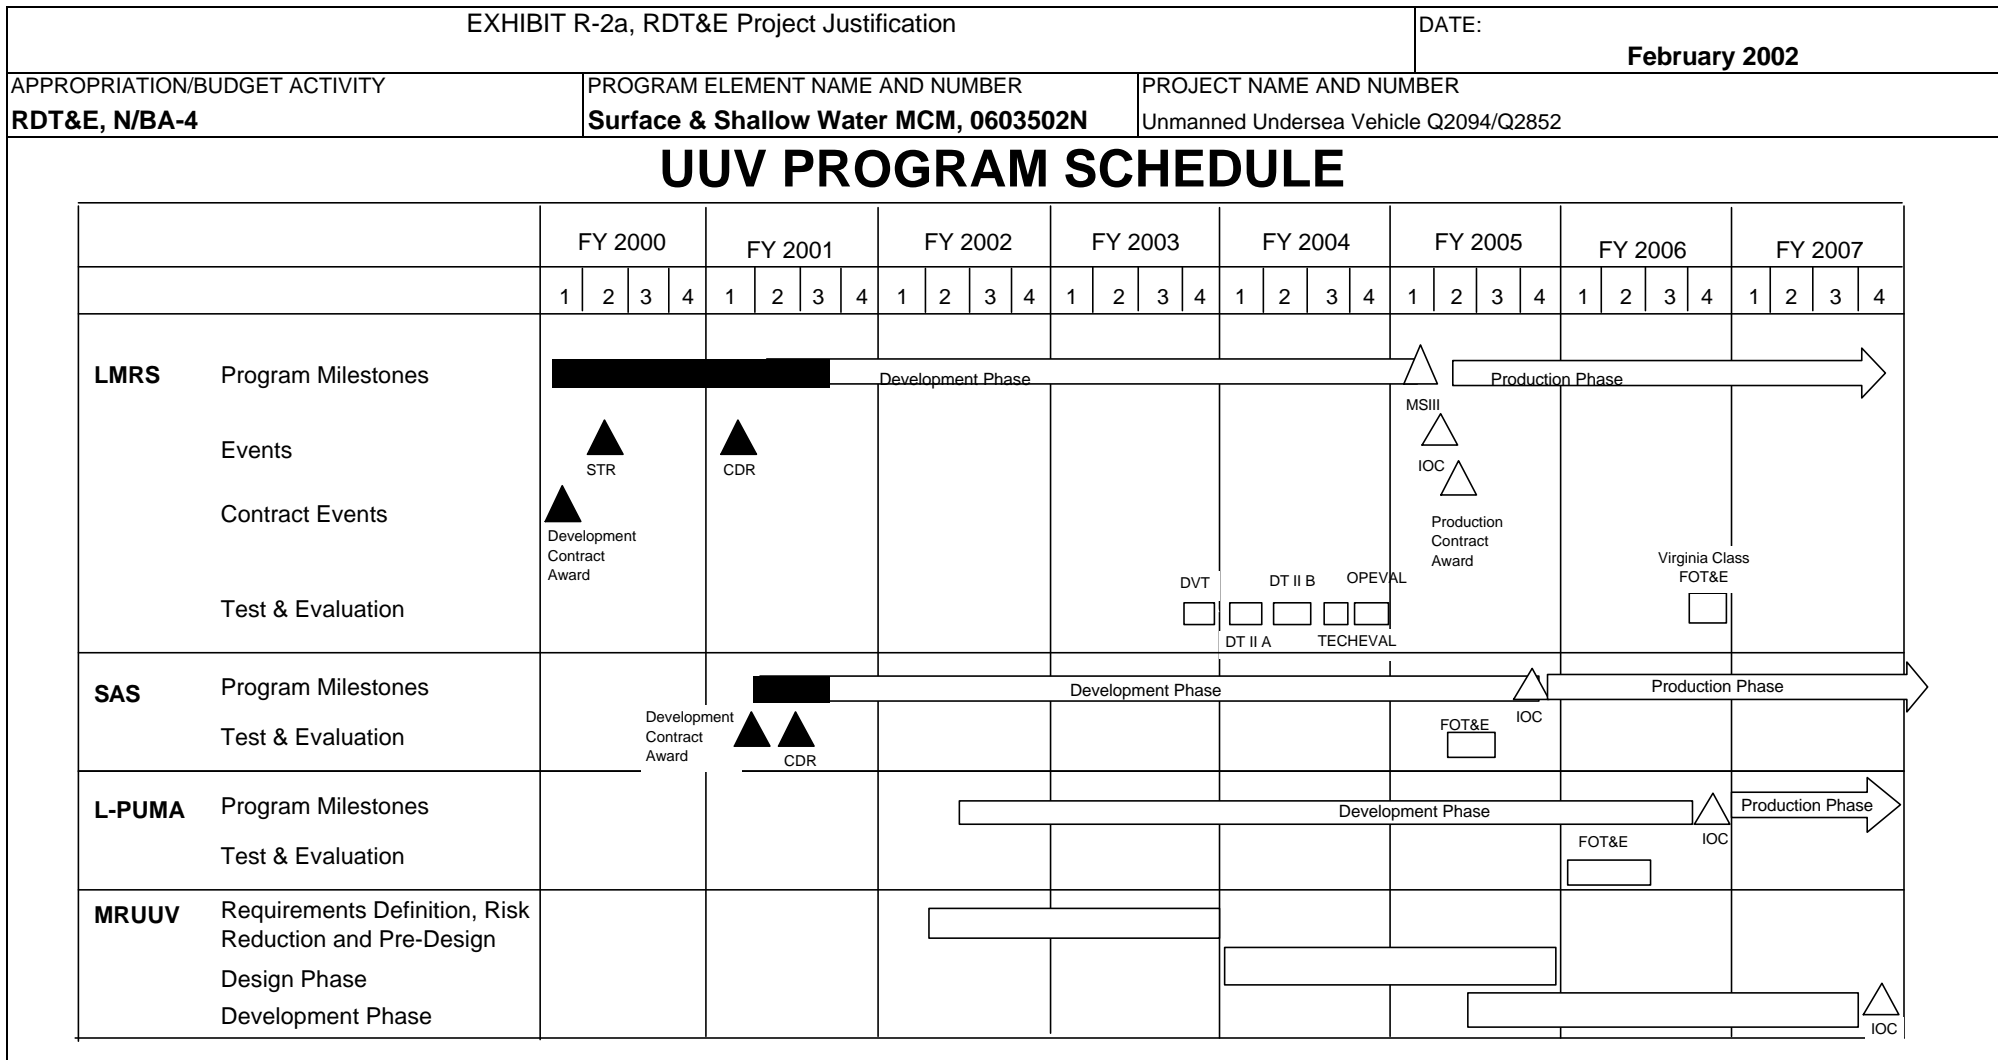 EXHIBIT R-2a, RDT&E Project Justification
DATE:
February 2002
APPROPRIATION/BUDGET ACTIVITY
PROGRAM ELEMENT NAME AND NUMBER
PROJECT NAME AND NUMBER
RDT&E, N/BA-4
Surface & Shallow Water MCM, 0603502N
Unmanned Undersea Vehicle Q2094/Q2852
UUV PROGRAM SCHEDULE
FY 2000 FY 2001 FY 2002 FY 2003 FY 2004 FY 2005 FY 2006 FY 2007
1 2 3 4 1 2 3 4 1 2 3 4 1 2 3 4 1 2 3 4 1 2 3 4 1 2 3 4 1 2 3 4
LMRS Program Milestones
Development Phase
Production Phase
MSIII
Events
STR
CDR
IOC
Contract Events
Development
Contract
Award
Production
Contract
Award
Virginia Class
FOT&E
Test & Evaluation
DVT
DT II B
OPEVAL
DT II A
TECHEVAL
SAS Program Milestones
Development Phase
Production Phase
IOC
Test & Evaluation
Development
Contract
Award
CDR
FOT&E
L-PUMA Program Milestones
Development Phase
Production Phase
IOC
Test & Evaluation
FOT&E
MRUUV Requirements Definition, Risk
Reduction and Pre-Design
Design Phase
Development Phase
IOC